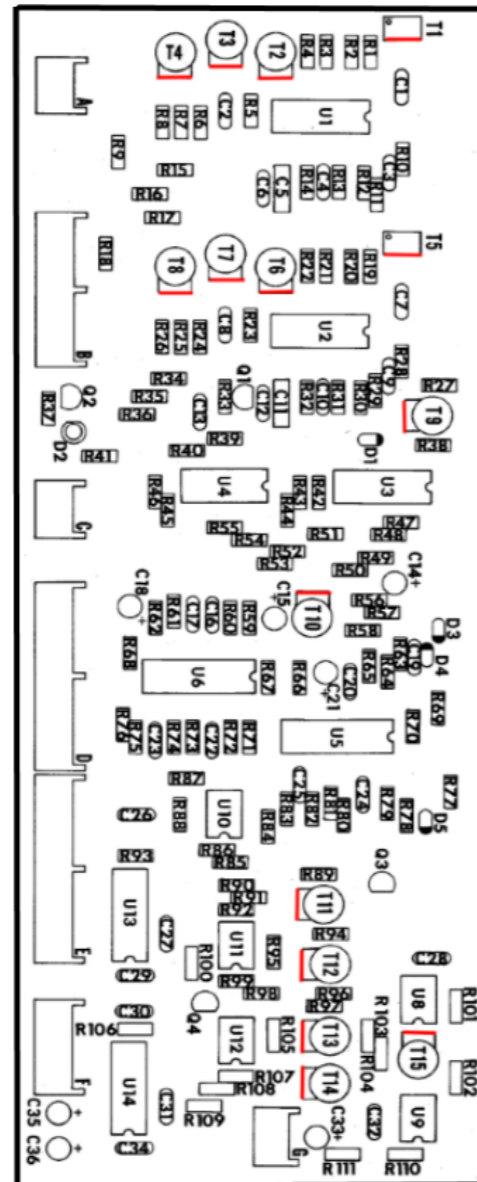 T1
R1
R2
R3
R4
T2
T3
T4
C1
U1
R5
C2
R6
R7
R8
A
R9
R10
C3
R11
R12
R13
C4
R14
C5
C6
R15
R16
R17
R18
T5
R19
R20
R21
R22
T6
T7
T8
C7
U2
R23
C8
R24
R25
R26
B
R27
R28
C9
R29
R30
R31
C10
R32
C11
C12
Q1
R33
C13
R34
R35
R36
Q2
R37
D2
T9
R38
D1
R39
R40
R41
U3
U4
R42
R43
R44
R45
R46
C
R47
R48
R49
R50
R51
R52
R53
R54
R55
C14+
R56
R57
R58
T10
C15
+
R59
R60
C16
C17
R61
R62
C18
+
D3
D4
C19
R63
R64
R65
C20
C21
+
R66
R67
U6
R68
R69
R70
U5
R71
R72
C22
R73
R74
C23
R75
R76
D
R77
D5
R78
R79
C24
R80
R81
R82
C25
R83
R84
U10
R85
R86
R87
R88
C26
Q3
R89
T11
R90
R91
R92
R93
U13
E
R94
T12
R95
U11
C27
R100
C28
C29
R99
R98
R96
R97
U8
R101
C30
R106
Q4
U12
R105
T13
R103
R104
T15
R102
F
U14
C31
R107
R108
R109
T14
C32
U9
C33+
G
C35
+
C36
+
C34
R111
R110